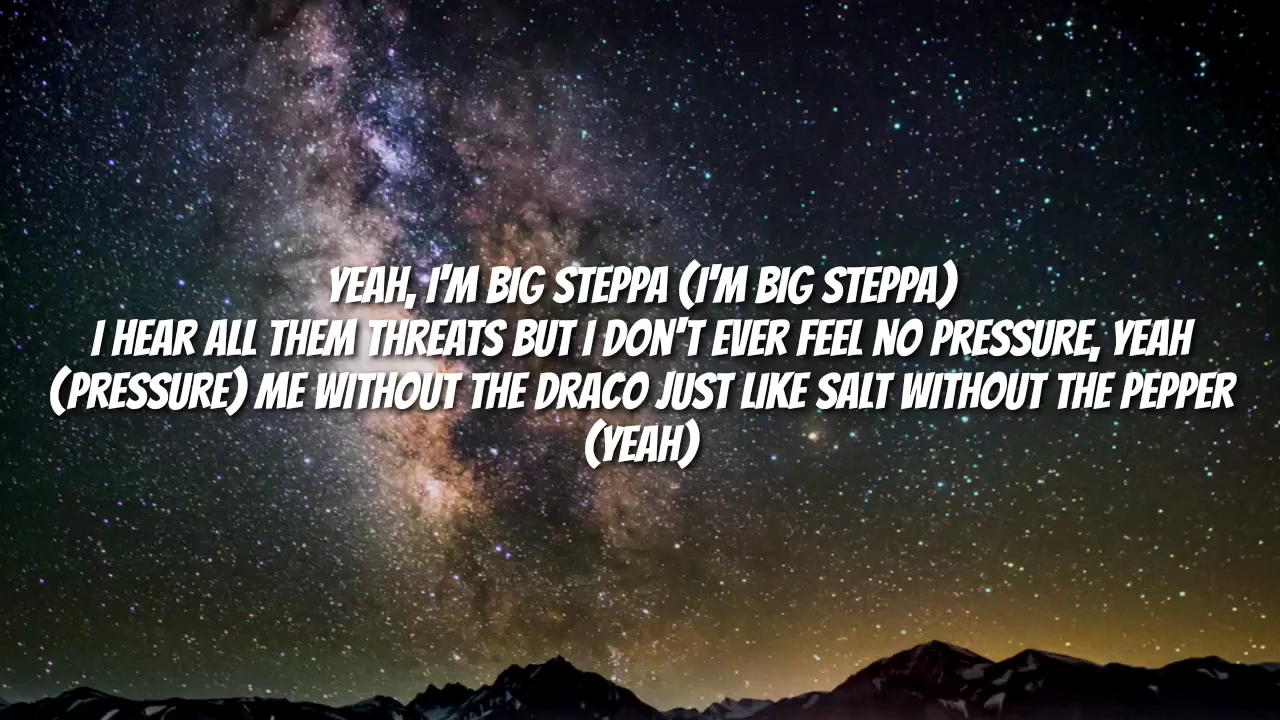 YEAH, I'M BIG STEPPA (I'M BIG STEPPA)
I HEAR ALL THEM THREATS BUT I DON'T EVER FEEL NO PRESSURE, YEAH
(PRESSURE) ME WITHOUT THE DRACO JUST LIKE SALT WITHOUT THE PEPPER
(YEAH)